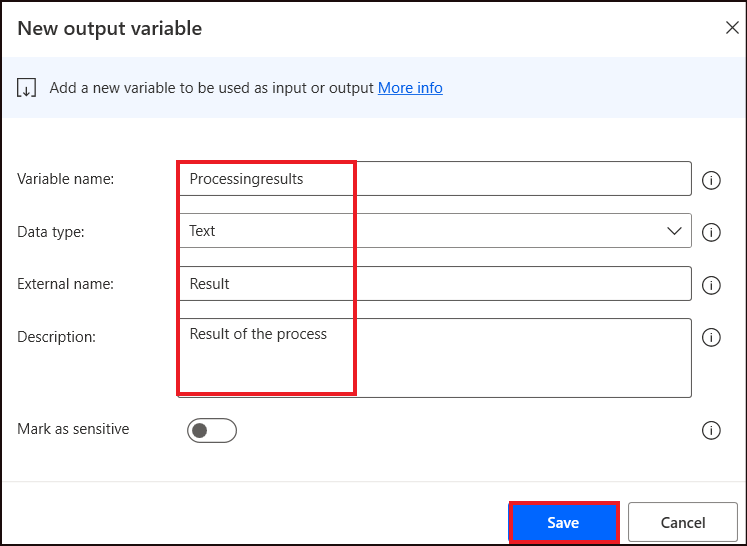 New output variable
Add a new variable to be used as input or output More info
Variable name: Processingresults
Data type: Text
External name: Result
Description: Result of the process
Mark as sensitive
Save Cancel